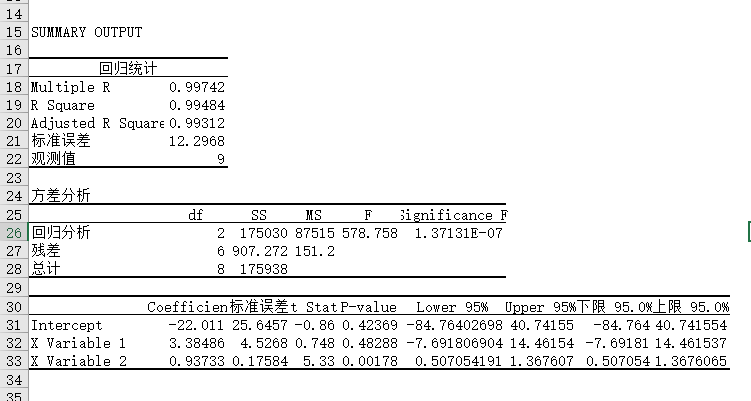 14
15 SUMMARY OUTPUT
16
17 回归统计
18 Multiple R 0.99742
19 R Square 0.99484
20 Adjusted R Square 0.99312
21 标准误差 12.2968
22 观测值 9
23
24 方差分析
25 df SS MS F Significance F
26 回归分析 2 175030 87515 578.758 1.37131E-07
27 残差 6 907.272 151.2
28 总计 8 175938
29
30 Coefficien 标准误差 t Stat P-value Lower 95% Upper 95% 下限 95.0% 上限 95.0%
31 Intercept -22.011 25.6457 -0.86 0.42369 -84.76402698 40.74155 -84.764 40.741554
32 X Variable 1 3.38486 4.5268 0.748 0.48288 -7.691806904 14.46154 -7.69181 14.461537
33 X Variable 2 0.93733 0.17584 5.33 0.00178 0.507054191 1.367607 0.507054 1.3676065
34
35